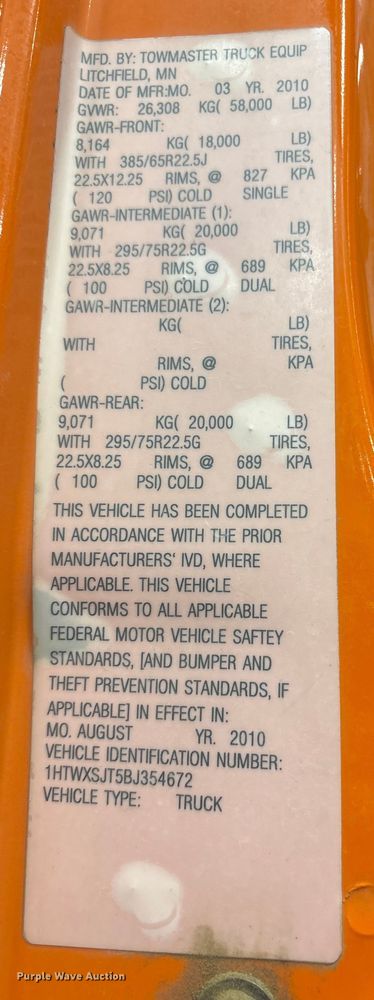 MFD. BY: TOWMASTER TRUCK EQUIP
LITCHFIELD, MN
DATE OF MFR:MO. 03 YR. 2010
GVWR: 26,308 KG( 58,000 LB)
GAWR-FRONT:
8,164 KG( 18,000 LB)
WITH 385/65R22.5J TIRES,
22.5X12.25 RIMS, @ 827 KPA
( 120 PSI) COLD SINGLE
GAWR-INTERMEDIATE (1):
9,071 KG( 20,000 LB)
WITH 295/75R22.5G TIRES,
22.5X8.25 RIMS, @ 689 KPA
( 100 PSI) COLD DUAL
GAWR-INTERMEDIATE (2):
KG( LB)
WITH TIRES,
RIMS, @ KPA
( PSI) COLD
GAWR-REAR:
9,071 KG( 20,000 LB)
WITH 295/75R22.5G TIRES,
22.5X8.25 RIMS, @ 689 KPA
( 100 PSI) COLD DUAL
THIS VEHICLE HAS BEEN COMPLETED
IN ACCORDANCE WITH THE PRIOR
MANUFACTURERS' IVD, WHERE
APPLICABLE. THIS VEHICLE
CONFORMS TO ALL APPLICABLE
FEDERAL MOTOR VEHICLE SAFTEY
STANDARDS, [AND BUMPER AND
THEFT PREVENTION STANDARDS, IF
APPLICABLE] IN EFFECT IN:
MO. AUGUST YR. 2010
VEHICLE IDENTIFICATION NUMBER:
1HTWXSJT5BJ354672
VEHICLE TYPE: TRUCK
Purple Wave Auction